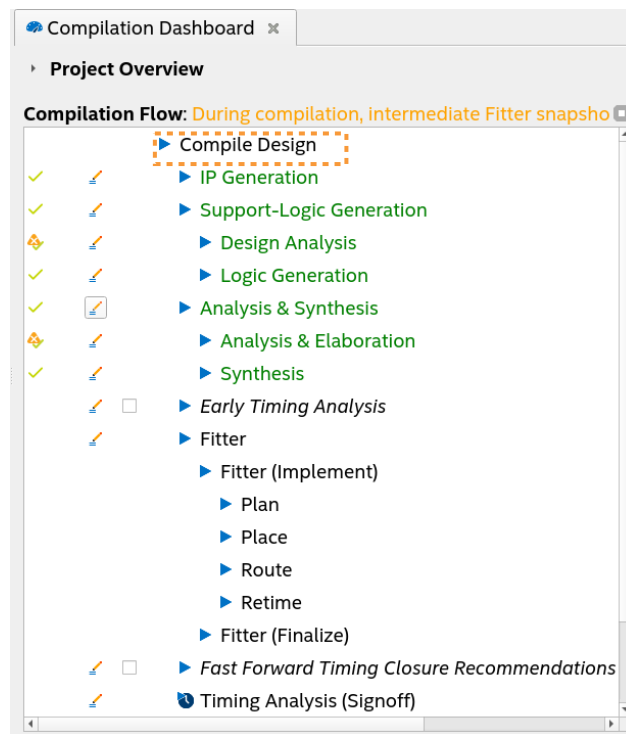 Compilation Dashboard
Project Overview
Compilation Flow: During compilation, intermediate Fitter snapsho
Compile Design
IP Generation
Support-Logic Generation
Design Analysis
Logic Generation
Analysis & Synthesis
Analysis & Elaboration
Synthesis
Early Timing Analysis
Fitter
Fitter (Implement)
Plan
Place
Route
Retime
Fitter (Finalize)
Fast Forward Timing Closure Recommendations
Timing Analysis (Signoff)